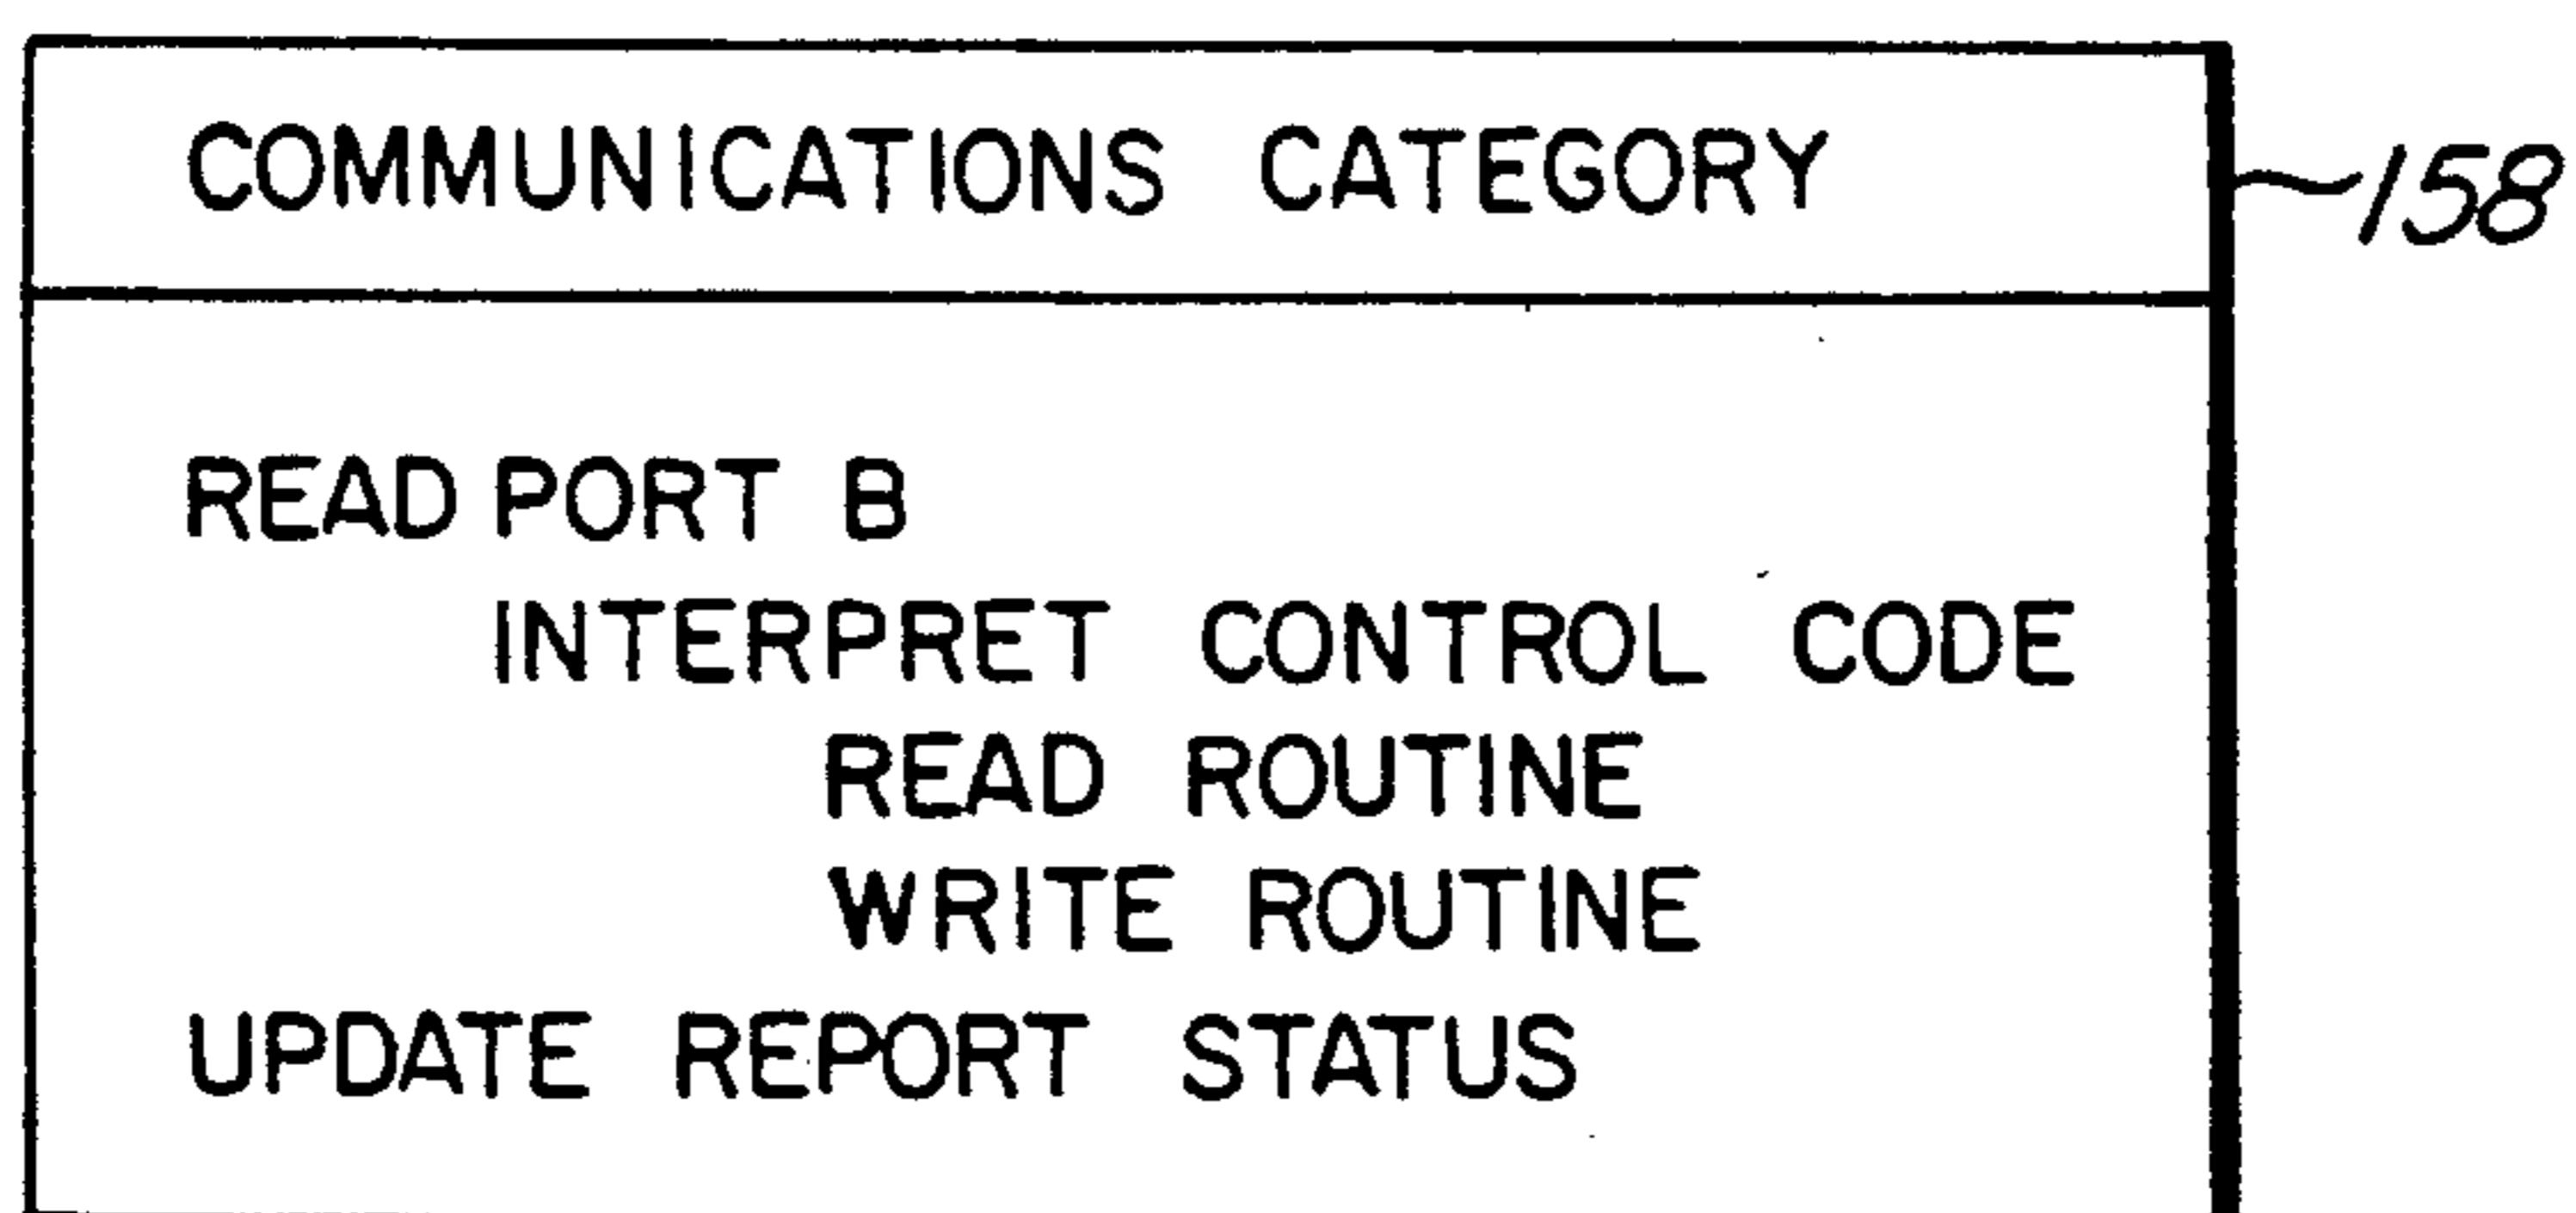 COMMUNICATIONS CATEGORY
158
READ PORT B
INTERPRET CONTROL CODE
READ ROUTINE
WRITE ROUTINE
UPDATE REPORT STATUS